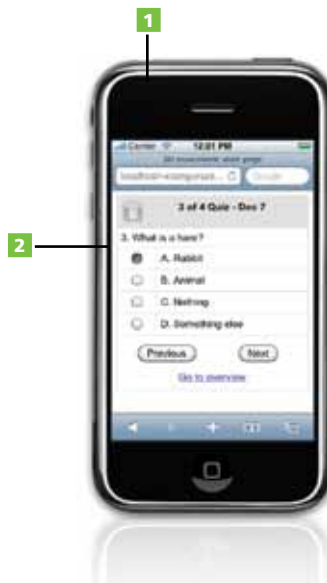 1
Carrier 12:01 PM
3 of 4 Quiz - Dec 7
2
3. What is a hare?
A. Rabbit
B. Animal
C. Nothing
D. Something else
Previous Next
Go to overview